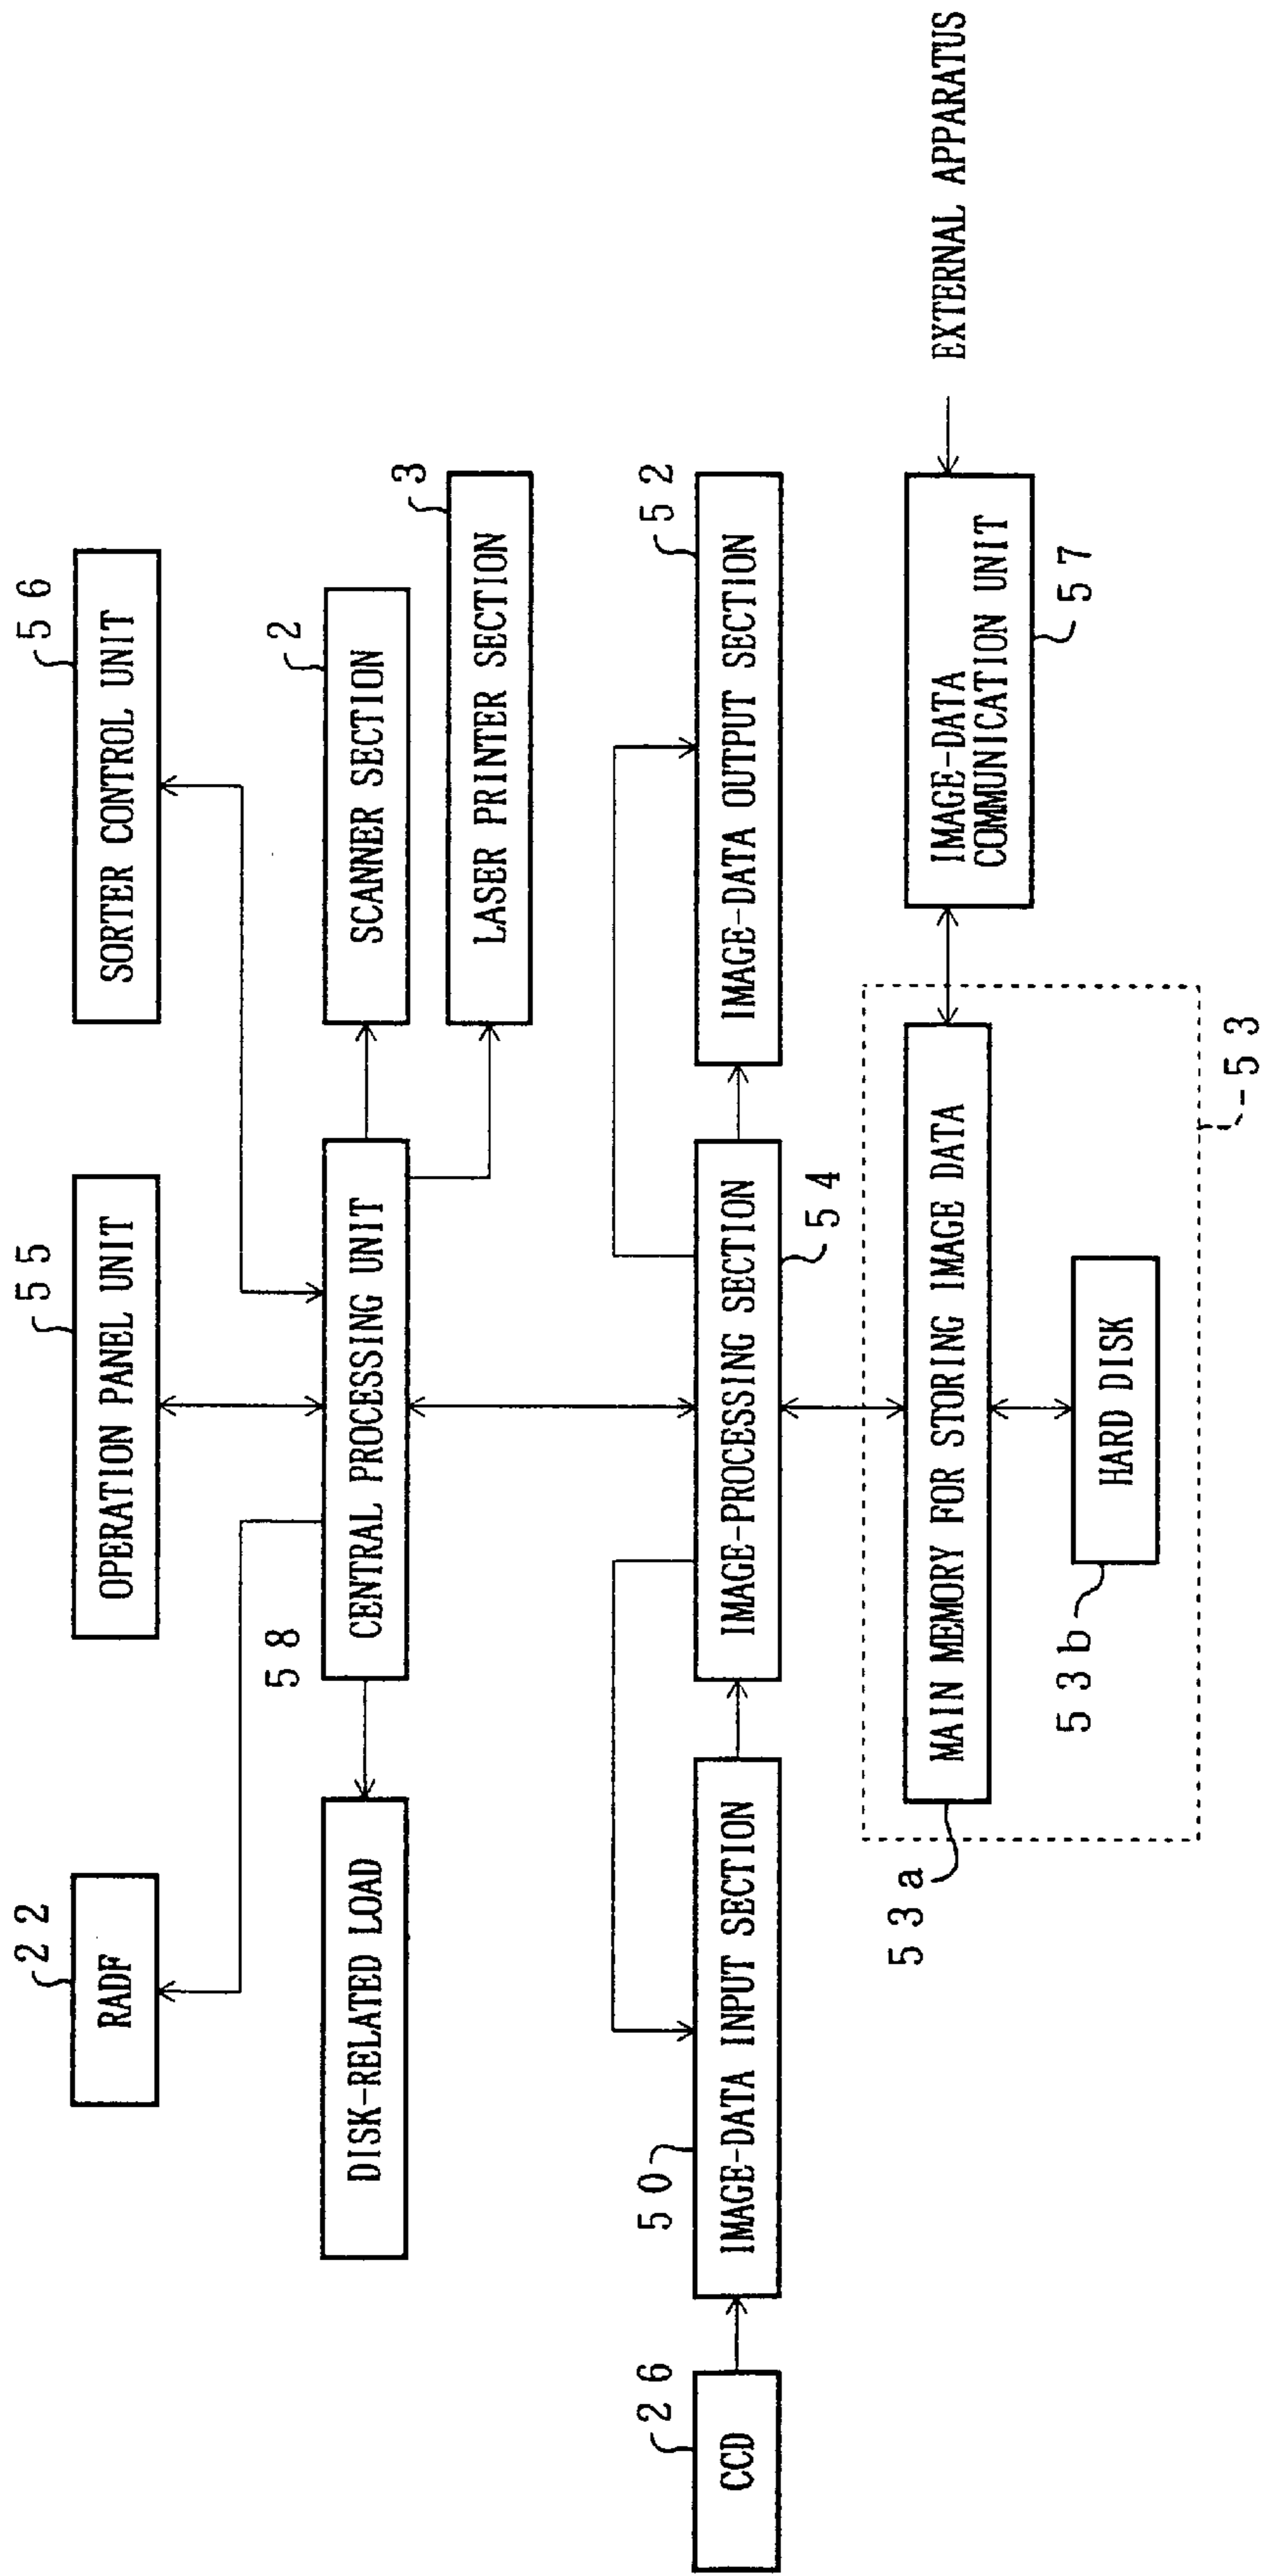 22
RADF
55
OPERATION PANEL UNIT
56
SORTER CONTROL UNIT
DISK-RELATED LOAD
58
CENTRAL PROCESSING UNIT
2
SCANNER SECTION
3
LASER PRINTER SECTION
26
CCD
50
IMAGE-DATA INPUT SECTION
IMAGE-PROCESSING SECTION
54
52
IMAGE-DATA OUTPUT SECTION
53a
MAIN MEMORY FOR STORING IMAGE DATA
IMAGE-DATA
COMMUNICATION UNIT
57
EXTERNAL APPARATUS
53b
HARD DISK
53